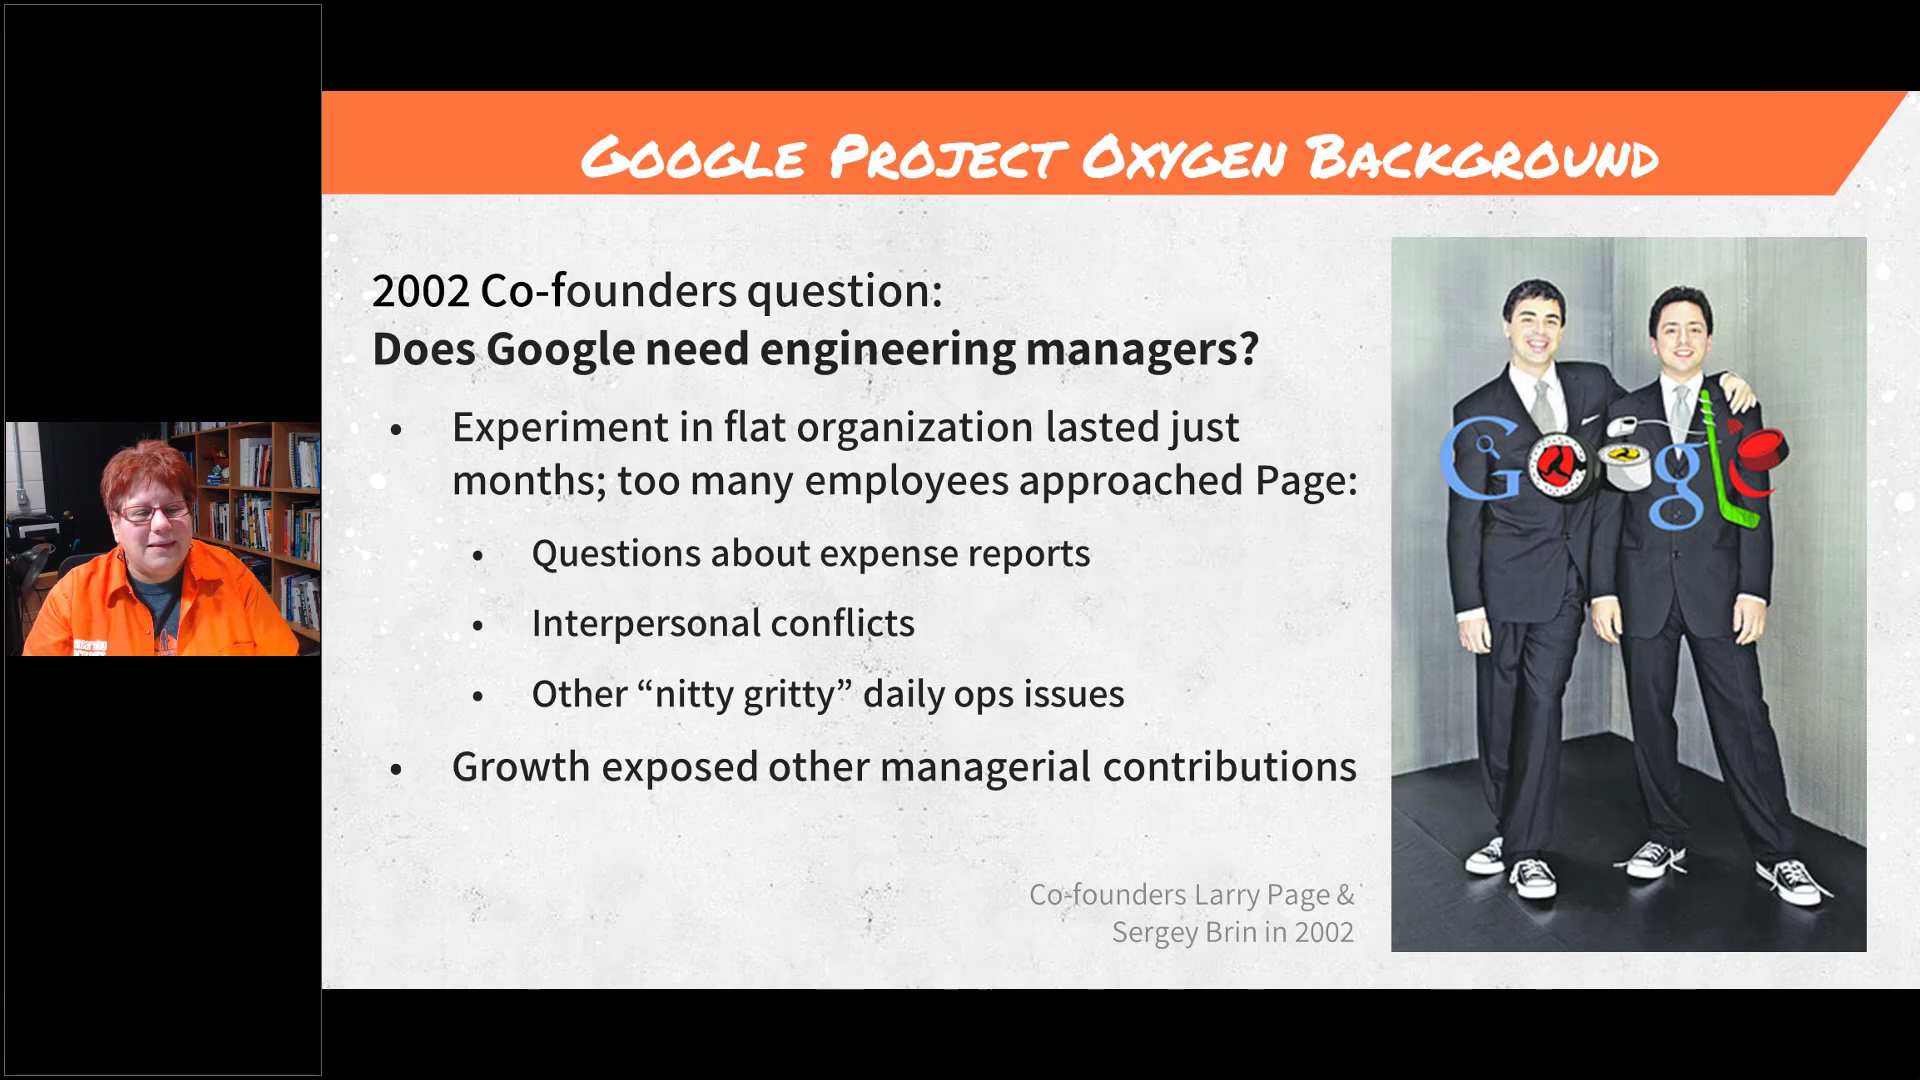 Google Project Oxygen Background
2002 Co-founders question:
Does Google need engineering managers?
• Experiment in flat organization lasted just
months; too many employees approached Page:
• Questions about expense reports
• Interpersonal conflicts
• Other “nitty gritty” daily ops issues
• Growth exposed other managerial contributions
Google
Co-founders Larry Page &
Sergey Brin in 2002